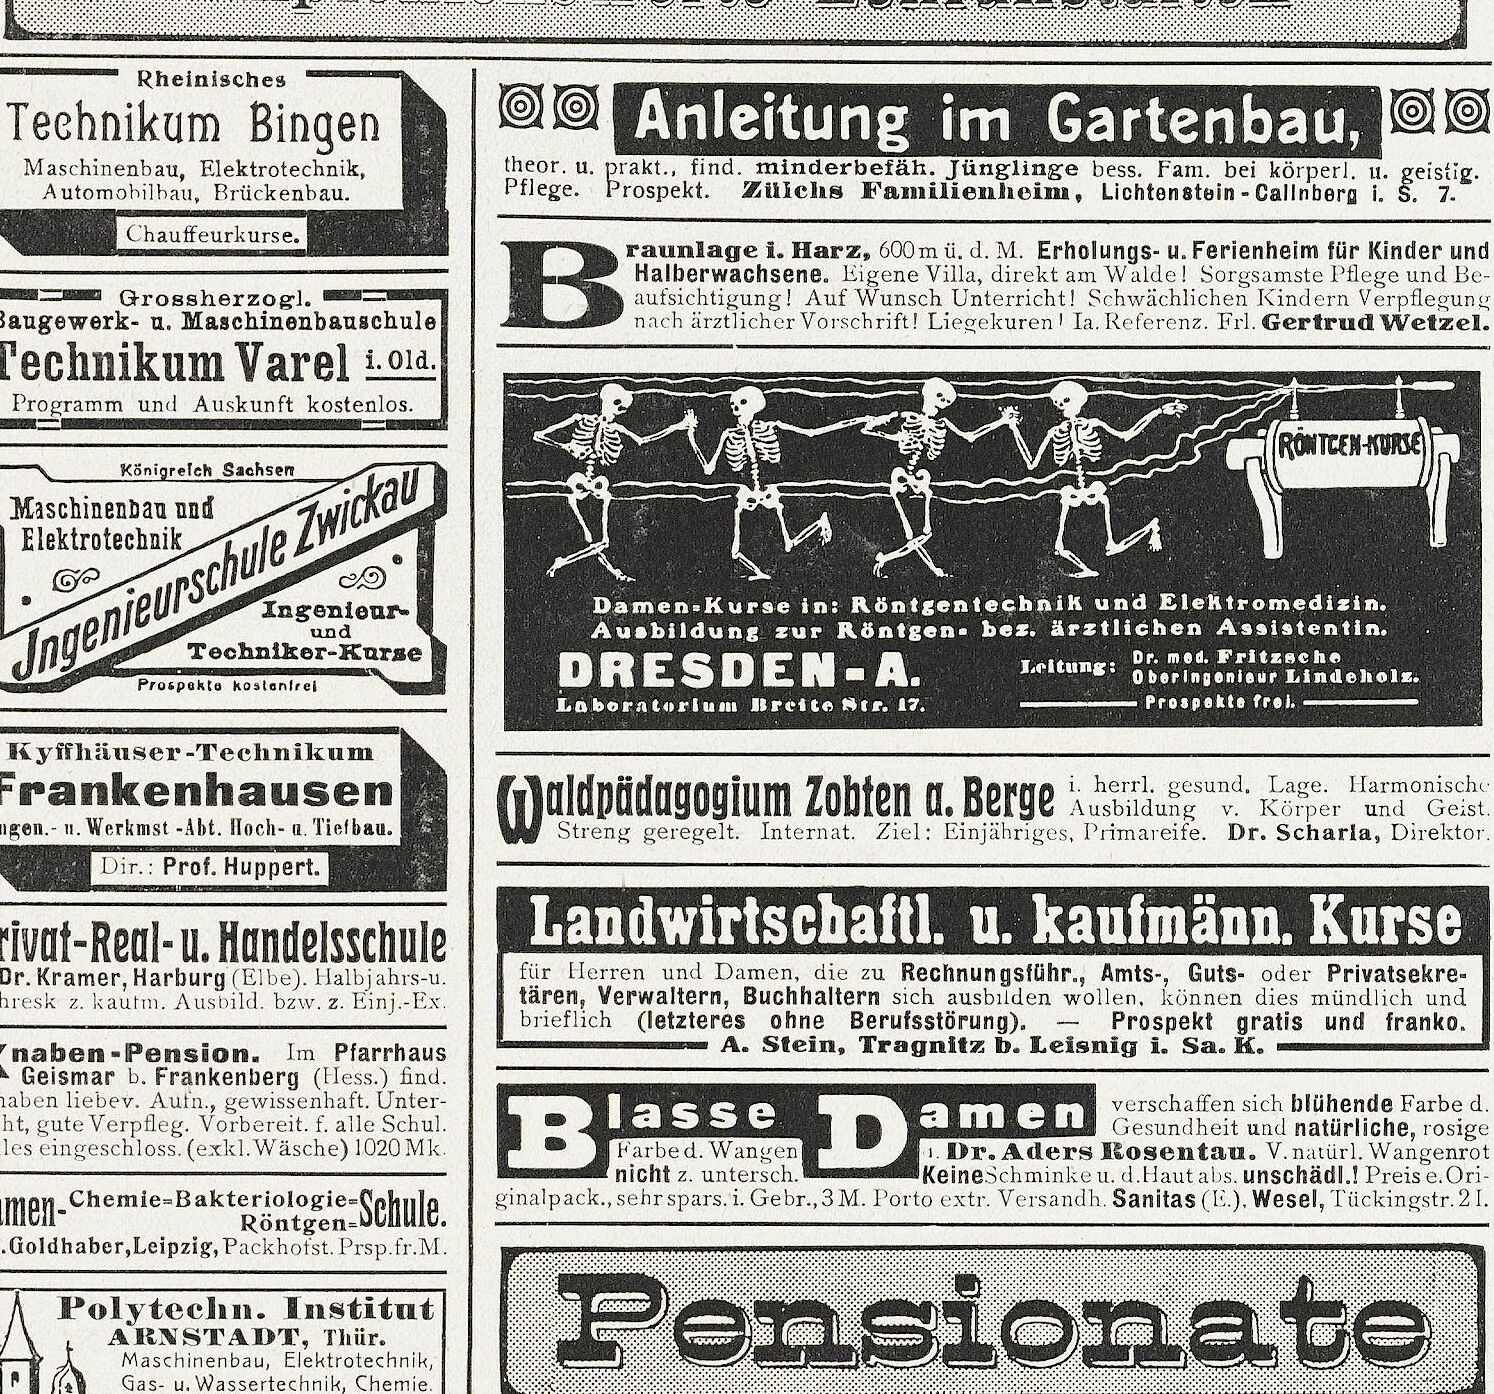 Rheinisches
Technikum Bingen
Maschinenbau, Elektrotechnik,
Automobilbau, Brückenbau.
Chauffeurkurse.
Grossherzogl.
Baugewerk- u. Maschinenbauschule
Technikum Varel i. Old.
Programm und Auskunft kostenlos.
Königreich Sachsen
Maschinenbau und
Elektrotechnik
Ingenieurschule Zwickau
Ingenieur-
und
Techniker-Kurse
Prospekte kostenfrei
Kyffhäuser-Technikum
Frankenhausen
ngen.- u. Werkmst.-Abt. Hoch- u. Tiefbau.
Dir.: Prof. Huppert.
rivat-Real- u. Handelsschule
Dr. Kramer, Harburg (Elbe). Halbjahrs-u.
hresk z. kaufm. Ausbild. bzw. z. Einj.-Ex.
Knaben-Pension. Im Pfarrhaus
Geismar b. Frankenberg (Hess.) find.
naben liebev. Aufn., gewissenhaft. Unter-
ht, gute Verpfleg. Vorbereit. f. alle Schul.
les eingeschloss. (exkl. Wäsche) 1020 Mk.
amen- Chemie=Bakteriologie=
Röntgen=Schule.
.Goldhaber, Leipzig, Packhofst. Prsp. fr. M.
Polytechn. Institut
ARNSTADT, Thür.
Maschinenbau, Elektrotechnik,
Gas- u. Wassertechnik, Chemie
Anleitung im Gartenbau,
theor. u. prakt., find. minderbefäh. Jünglinge bess. Fam. bei körperl. u. geistig.
Pflege. Prospekt. Zülchs Familienheim, Lichtenstein-Callnberg i. S. 7.
Braunlage i. Harz, 600 m ü. d. M. Erholungs- u. Ferienheim für Kinder und
Halberwachsene. Eigene Villa, direkt am Walde! Sorgsamste Pflege und Be-
aufsichtigung! Auf Wunsch Unterricht! Schwächlichen Kindern Verpflegung
nach ärztlicher Vorschrift! Liegekuren! Ia. Referenz. Frl. Gertrud Wetzel.
RÖNTGEN-KURSE
Damen=Kurse in: Röntgentechnik und Elektromedizin.
Ausbildung zur Röntgen= bez. ärztlichen Assistentin.
DRESDEN-A.
Laboratorium Breite Str. 17.
Leitung: Dr. med. Fritzsche
Oberingenieur Lindeholz.
Prospekte frei.
Waldpädagogium Zobten a. Berge i. herrl. gesund. Lage. Harmonische
Ausbildung v. Körper und Geist.
Streng geregelt. Internat. Ziel: Einjähriges, Primareife. Dr. Scharla, Direktor.
Landwirtschaftl. u. kaufmänn. Kurse
für Herren und Damen, die zu Rechnungsführ., Amts-, Guts- oder Privatsekre-
tären, Verwaltern, Buchhaltern sich ausbilden wollen, können dies mündlich und
brieflich (letzteres ohne Berufsstörung). — Prospekt gratis und franko.
A. Stein, Tragnitz b. Leisnig i. Sa. K.
Blasse Damen verschaffen sich blühende Farbe d.
Gesundheit und natürliche, rosige
Farbe d. Wangen i. Dr. Aders Rosentau. V. natürl. Wangenrot
nicht z. untersch. Keine Schminke u. d. Haut abs. unschädl.! Preis e. Ori-
ginalpack., sehr spars. i. Gebr., 3 M. Porto extr. Versandh. Sanitas (E.), Wesel, Tückingstr. 21.
Pensionate